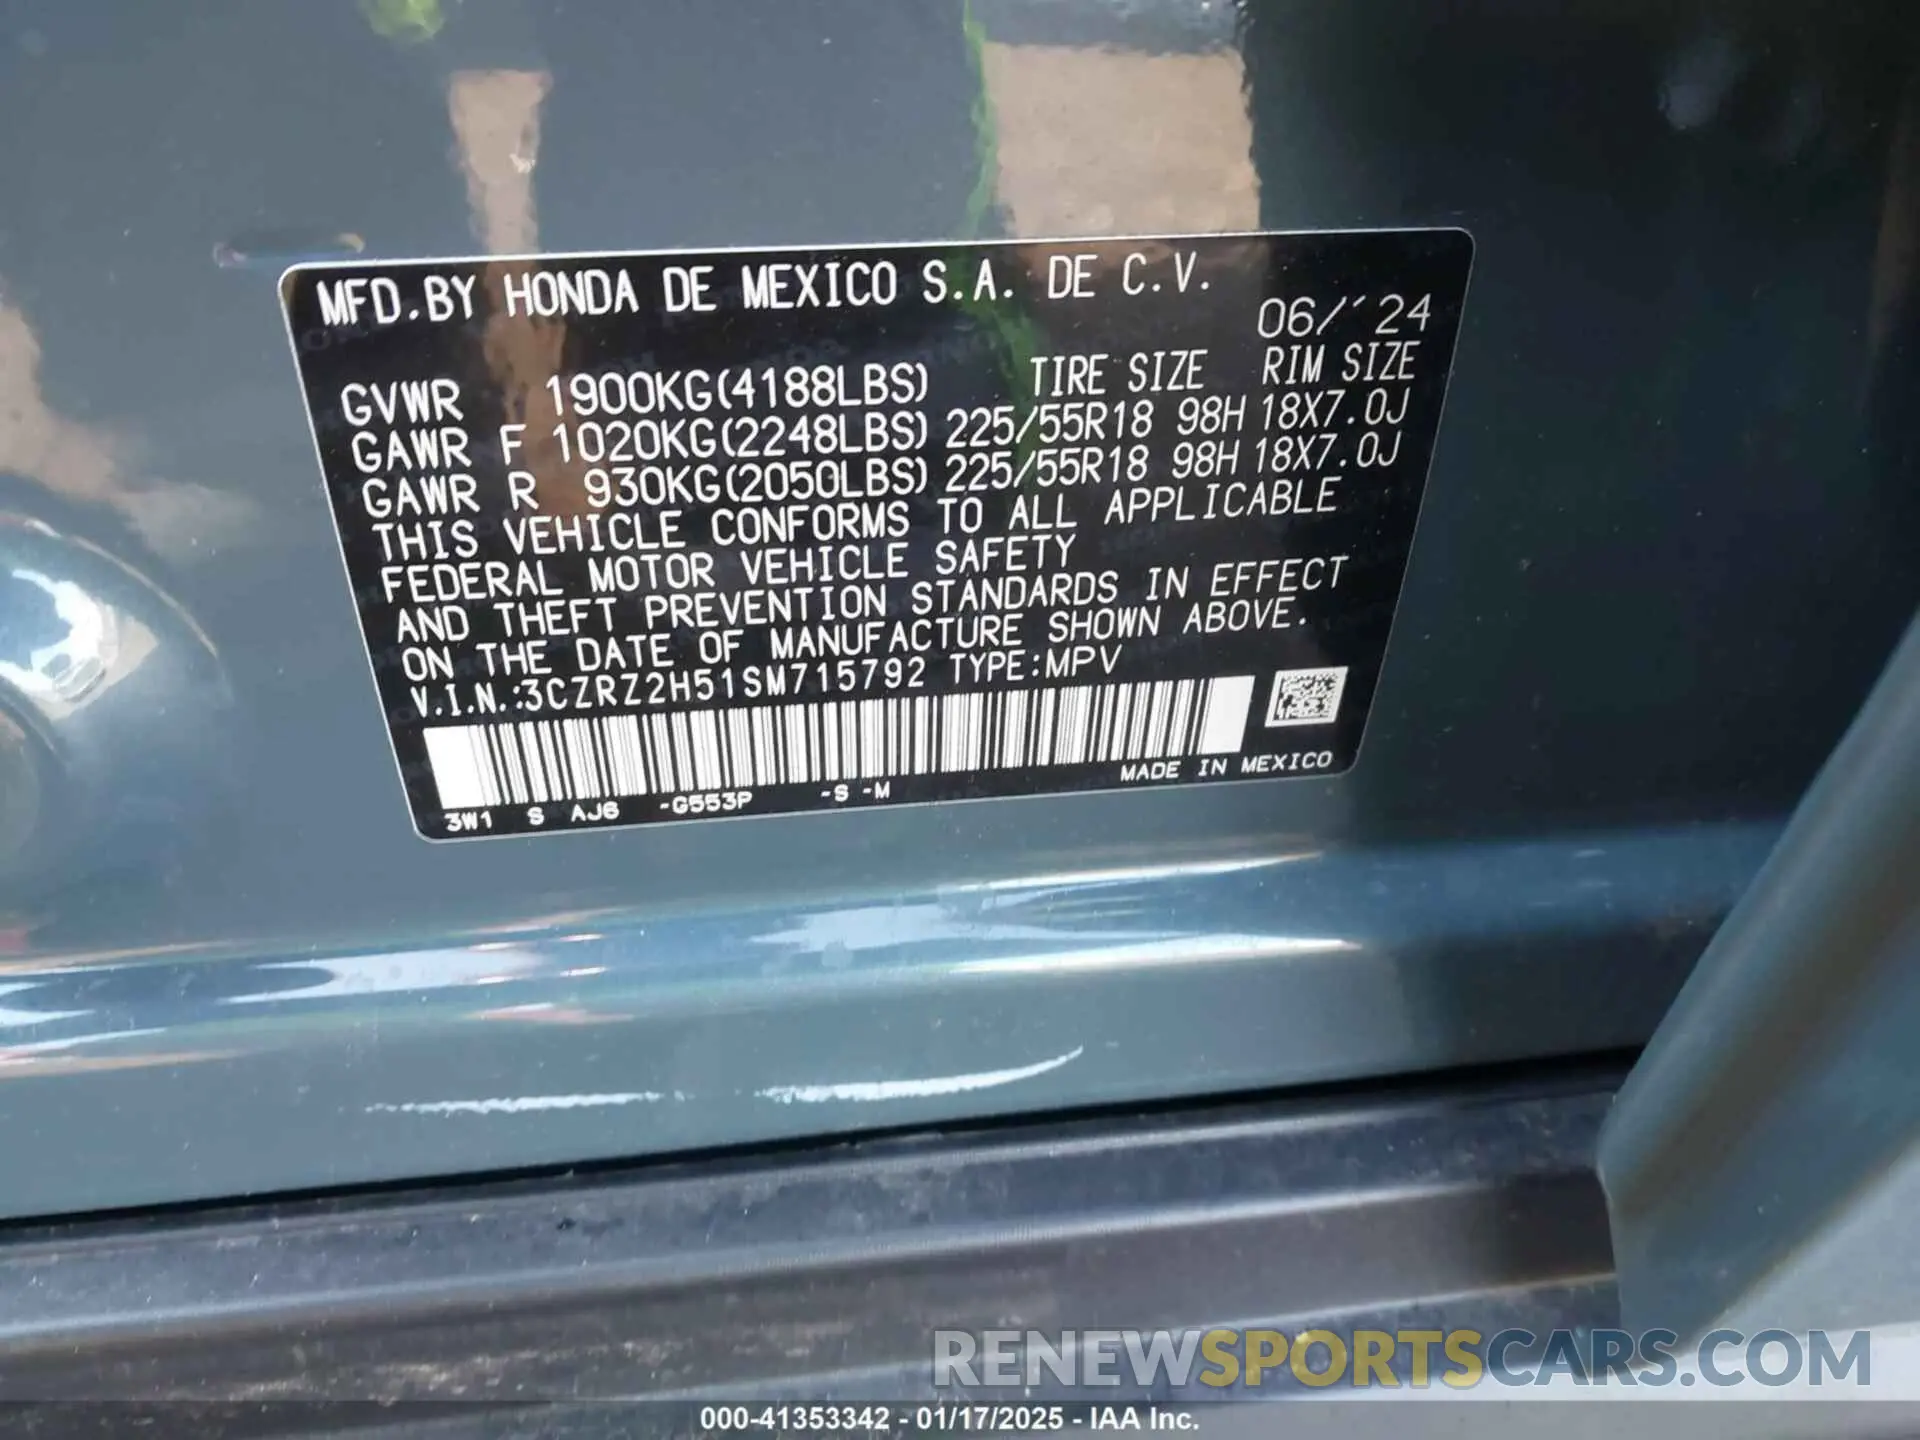 MFD.BY HONDA DE MEXICO S.A. DE C.V.
06/´24
GVWR 1900KG(4188LBS) TIRE SIZE RIM SIZE
GAWR F 1020KG(2248LBS) 225/55R18 98H 18X7.0J
GAWR R 930KG(2050LBS) 225/55R18 98H 18X7.0J
THIS VEHICLE CONFORMS TO ALL APPLICABLE
FEDERAL MOTOR VEHICLE SAFETY
AND THEFT PREVENTION STANDARDS IN EFFECT
ON THE DATE OF MANUFACTURE SHOWN ABOVE.
V.I.N.:3CZRZ2H51SM715792 TYPE:MPV
MADE IN MEXICO
3W1 S AJ6 -G553P -S -M
RENEWSPORTSCARS.COM
000-41353342 - 01/17/2025 - IAA Inc.